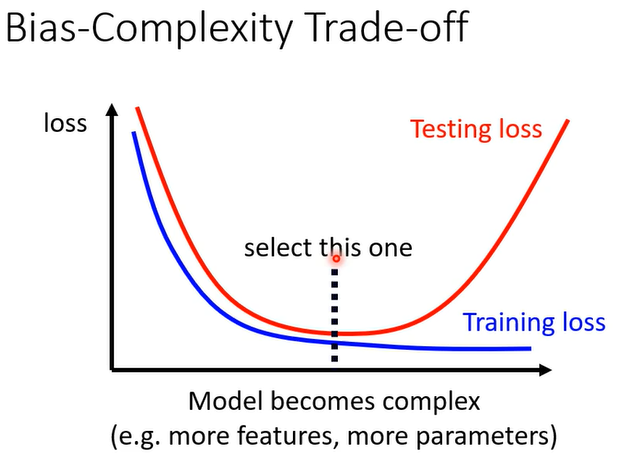 Bias-Complexity Trade-off
loss
Testing loss
select this one
Training loss
Model becomes complex
(e.g. more features, more parameters)